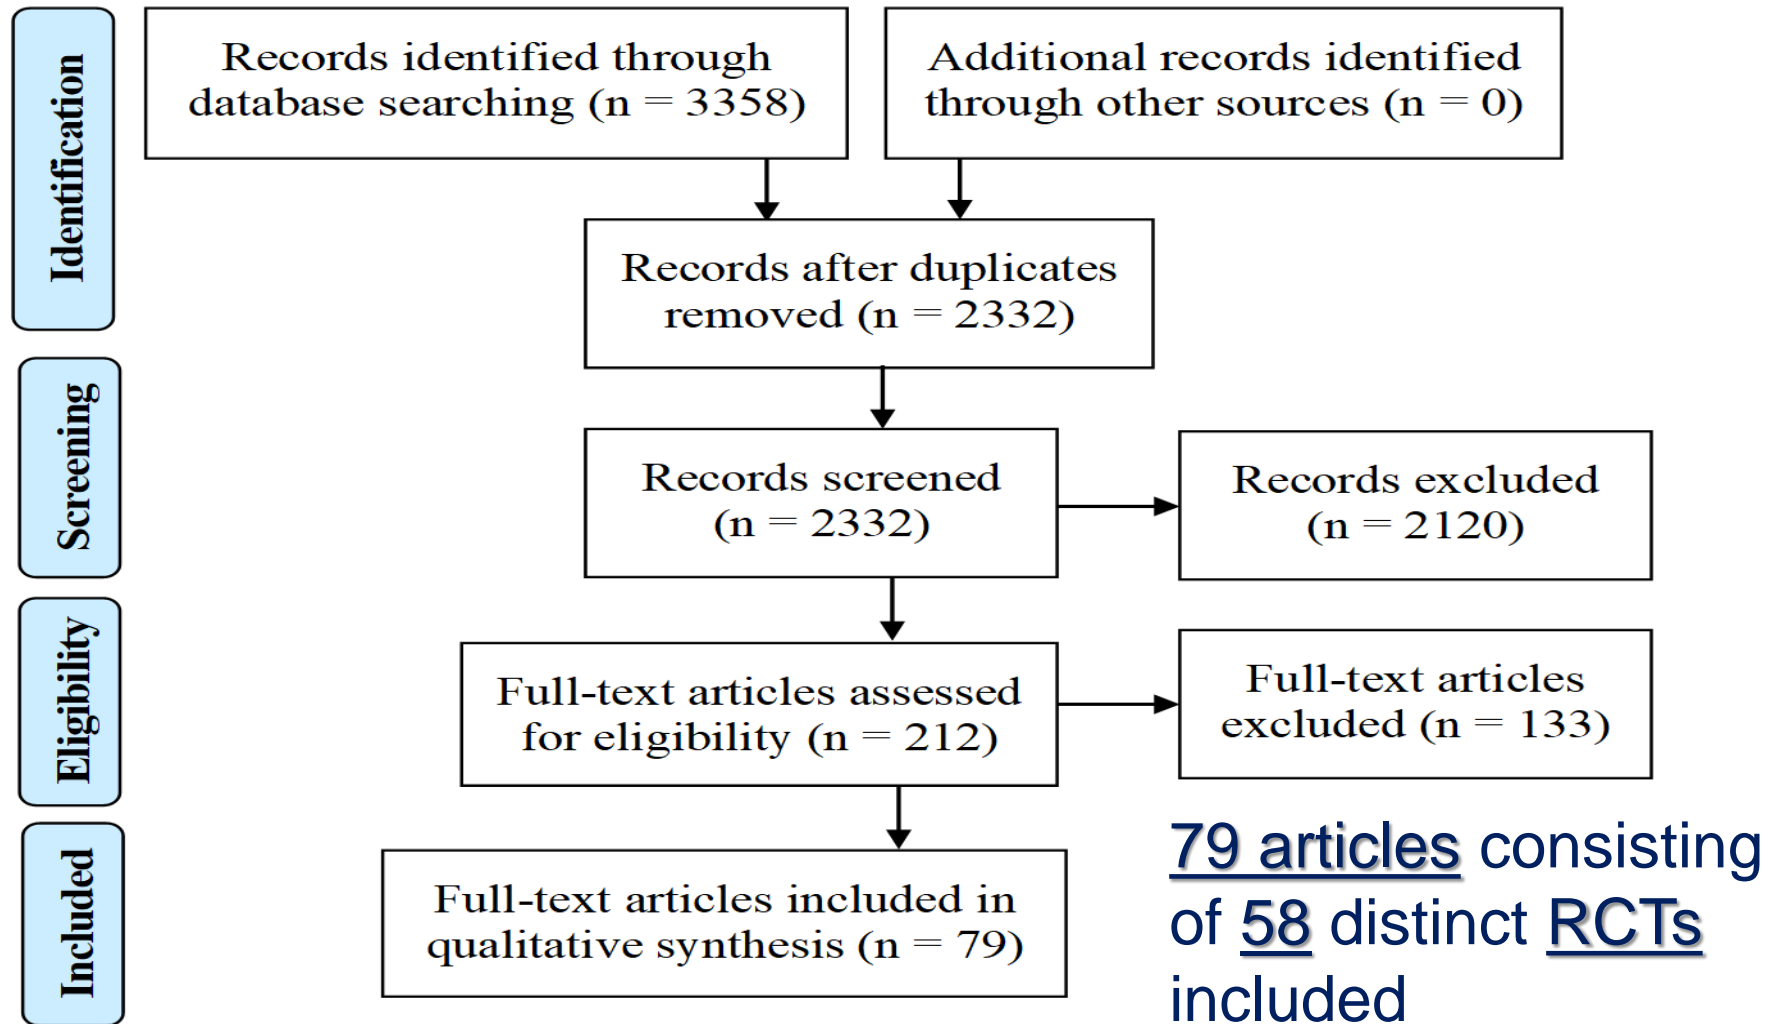 Identification
Records identified through
database searching (n = 3358)
Additional records identified
through other sources (n = 0)
Records after duplicates
removed (n = 2332)
Screening
Records screened
(n = 2332)
Records excluded
(n = 2120)
Eligibility
Full-text articles assessed
for eligibility (n = 212)
Full-text articles
excluded (n = 133)
Included
Full-text articles included in
qualitative synthesis (n = 79)
79 articles consisting
of 58 distinct RCTs
included